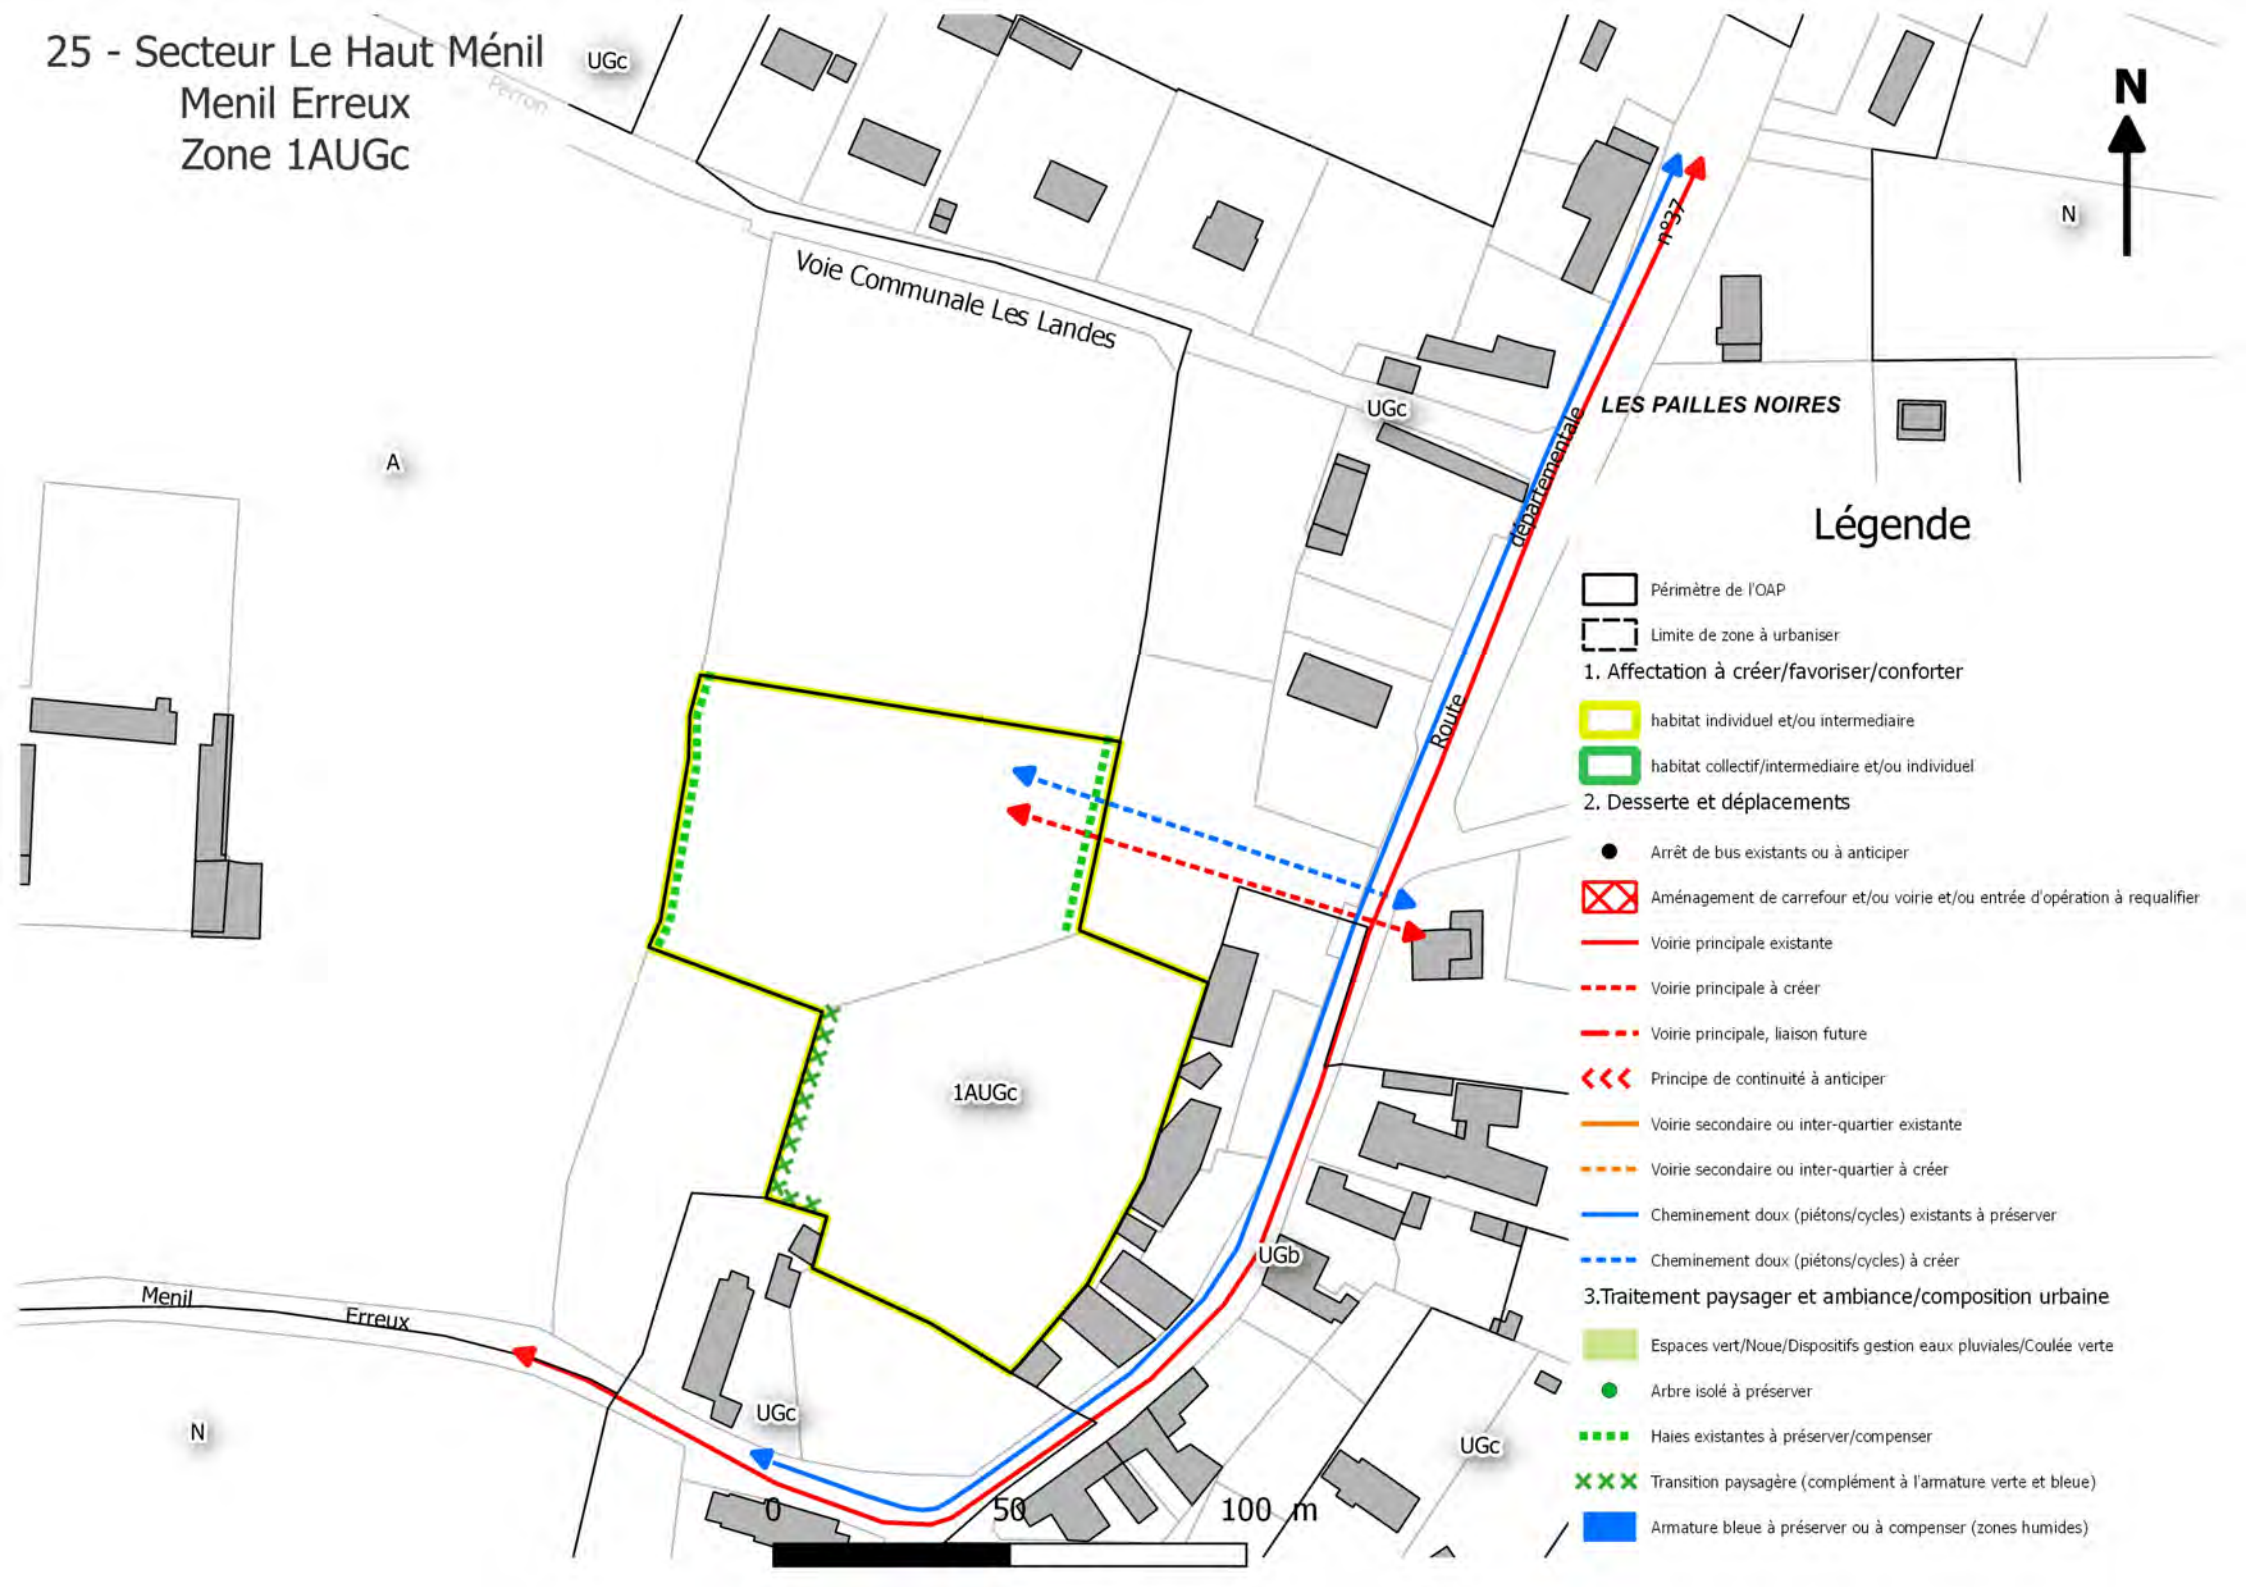 25 - Secteur Le Haut Ménil
Menil Erreux
Zone 1AUGc
UGc
Perron
N
N
n°37
Voie Communale Les Landes
UGc
LES PAILLES NOIRES
départementale
A
Route
1AUGc
UGb
Menil
Erreux
UGc
N
UGc
0 50 100 m
Légende
Périmètre de l'OAP
Limite de zone à urbaniser
1. Affectation à créer/favoriser/conforter
habitat individuel et/ou intermediaire
habitat collectif/intermediaire et/ou individuel
2. Desserte et déplacements
Arrêt de bus existants ou à anticiper
Aménagement de carrefour et/ou voirie et/ou entrée d'opération à requalifier
Voirie principale existante
Voirie principale à créer
Voirie principale, liaison future
Principe de continuité à anticiper
Voirie secondaire ou inter-quartier existante
Voirie secondaire ou inter-quartier à créer
Cheminement doux (piétons/cycles) existants à préserver
Cheminement doux (piétons/cycles) à créer
3.Traitement paysager et ambiance/composition urbaine
Espaces vert/Noue/Dispositifs gestion eaux pluviales/Coulée verte
Arbre isolé à préserver
Haies existantes à préserver/compenser
Transition paysagère (complément à l'armature verte et bleue)
Armature bleue à préserver ou à compenser (zones humides)